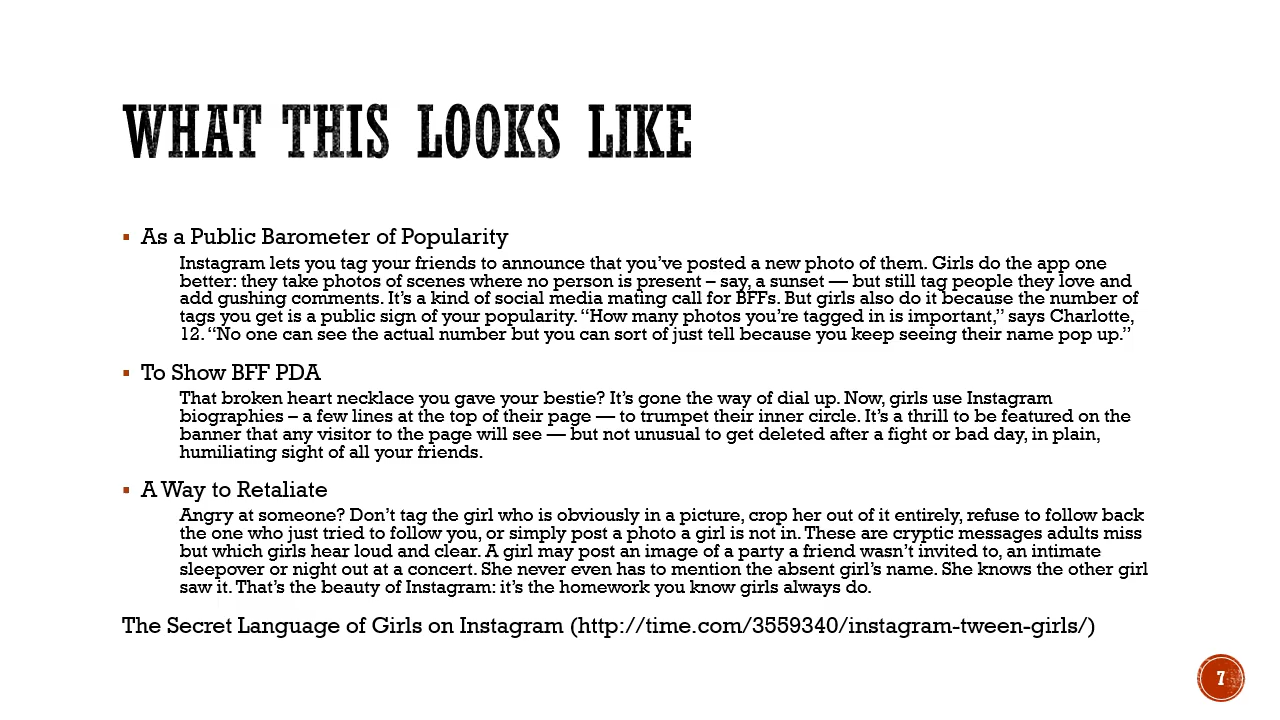 WHAT THIS LOOKS LIKE
As a Public Barometer of Popularity
Instagram lets you tag your friends to announce that you’ve posted a new photo of them. Girls do the app one
better: they take photos of scenes where no person is present – say, a sunset — but still tag people they love and
add gushing comments. It’s a kind of social media mating call for BFFs. But girls also do it because the number of
tags you get is a public sign of your popularity. “How many photos you’re tagged in is important,” says Charlotte,
12. “No one can see the actual number but you can sort of just tell because you keep seeing their name pop up.”
To Show BFF PDA
That broken heart necklace you gave your bestie? It’s gone the way of dial up. Now, girls use Instagram
biographies – a few lines at the top of their page — to trumpet their inner circle. It’s a thrill to be featured on the
banner that any visitor to the page will see — but not unusual to get deleted after a fight or bad day, in plain,
humiliating sight of all your friends.
A Way to Retaliate
Angry at someone? Don’t tag the girl who is obviously in a picture, crop her out of it entirely, refuse to follow back
the one who just tried to follow you, or simply post a photo a girl is not in. These are cryptic messages adults miss
but which girls hear loud and clear. A girl may post an image of a party a friend wasn’t invited to, an intimate
sleepover or night out at a concert. She never even has to mention the absent girl’s name. She knows the other girl
saw it. That’s the beauty of Instagram: it’s the homework you know girls always do.
The Secret Language of Girls on Instagram (http://time.com/3559340/instagram-tween-girls/)
7